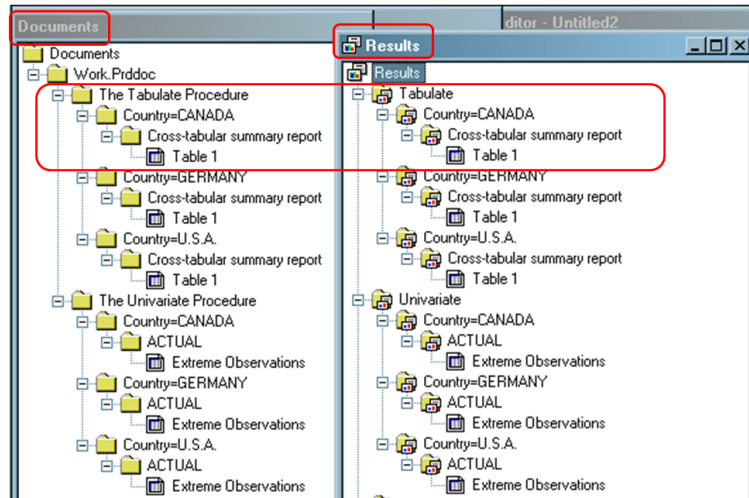 Documents
ditor - Untitled2
Documents
Work.Prddoc
The Tabulate Procedure
Country=CANADA
Cross-tabular summary report
Table 1
Country=GERMANY
Cross-tabular summary report
Table 1
Country=U.S.A.
Cross-tabular summary report
Table 1
The Univariate Procedure
Country=CANADA
ACTUAL
Extreme Observations
Country=GERMANY
ACTUAL
Extreme Observations
Country=U.S.A.
ACTUAL
Extreme Observations
Results
Results
Tabulate
Country=CANADA
Cross-tabular summary report
Table 1
Country=GERMANY
Cross-tabular summary report
Table 1
Country=U.S.A.
Cross-tabular summary report
Table 1
Univariate
Country=CANADA
ACTUAL
Extreme Observations
Country=GERMANY
ACTUAL
Extreme Observations
Country=U.S.A.
ACTUAL
Extreme Observations